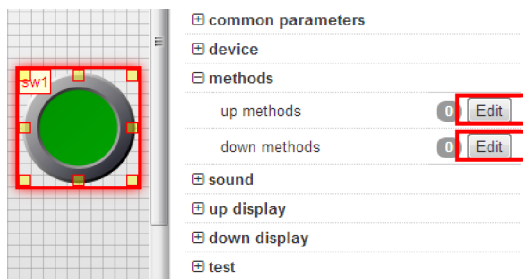 sw1
common parameters
device
methods
up methods 0 Edit
down methods 0 Edit
sound
up display
down display
test